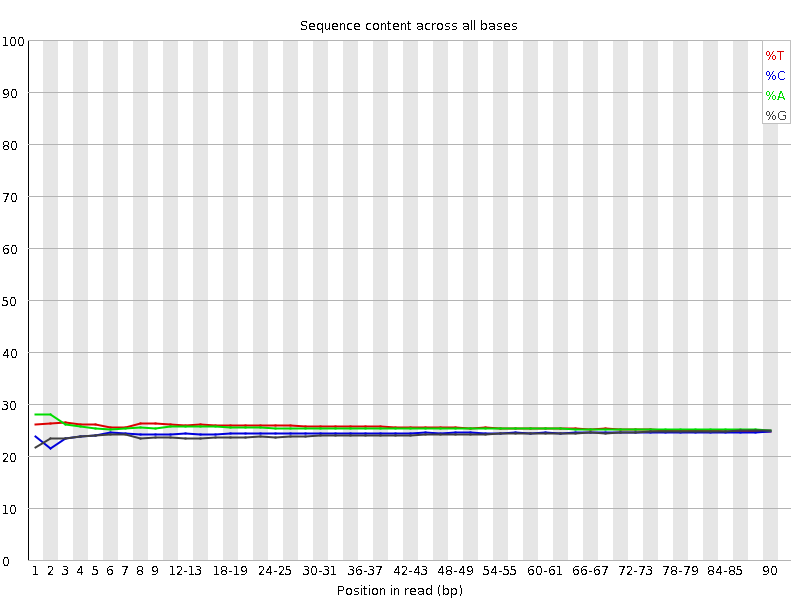 Sequence content across all bases
100
90
80
70
60
50
40
30
20
10
0
%T
%C
%A
%G
1 2 3 4 5 6 7 8 9 12-13 18-19 24-25 30-31 36-37 42-43 48-49 54-55 60-61 66-67 72-73 78-79 84-85 90
Position in read (bp)